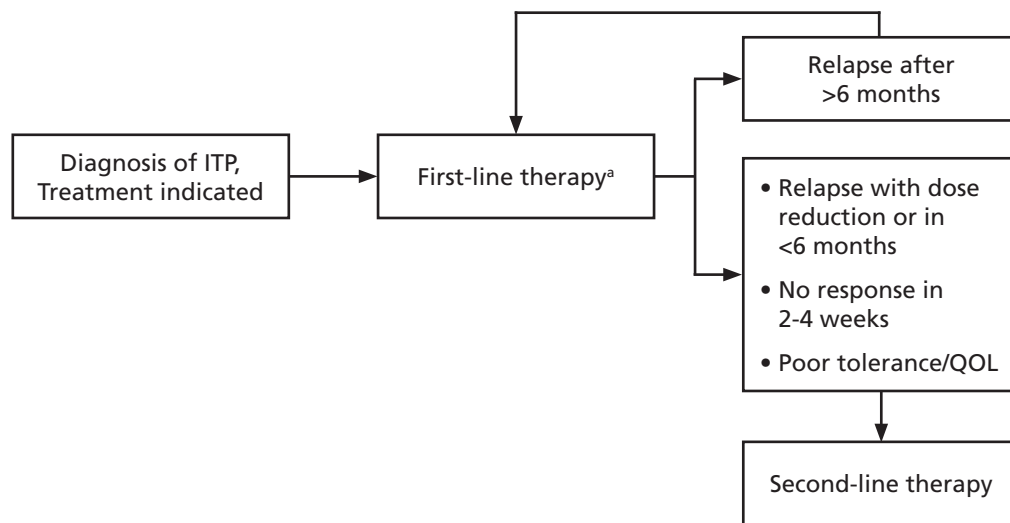 Relapse after
>6 months
Diagnosis of ITP,
Treatment indicated
First-line therapyᵃ
• Relapse with dose
reduction or in
<6 months
• No response in
2-4 weeks
• Poor tolerance/QOL
Second-line therapy